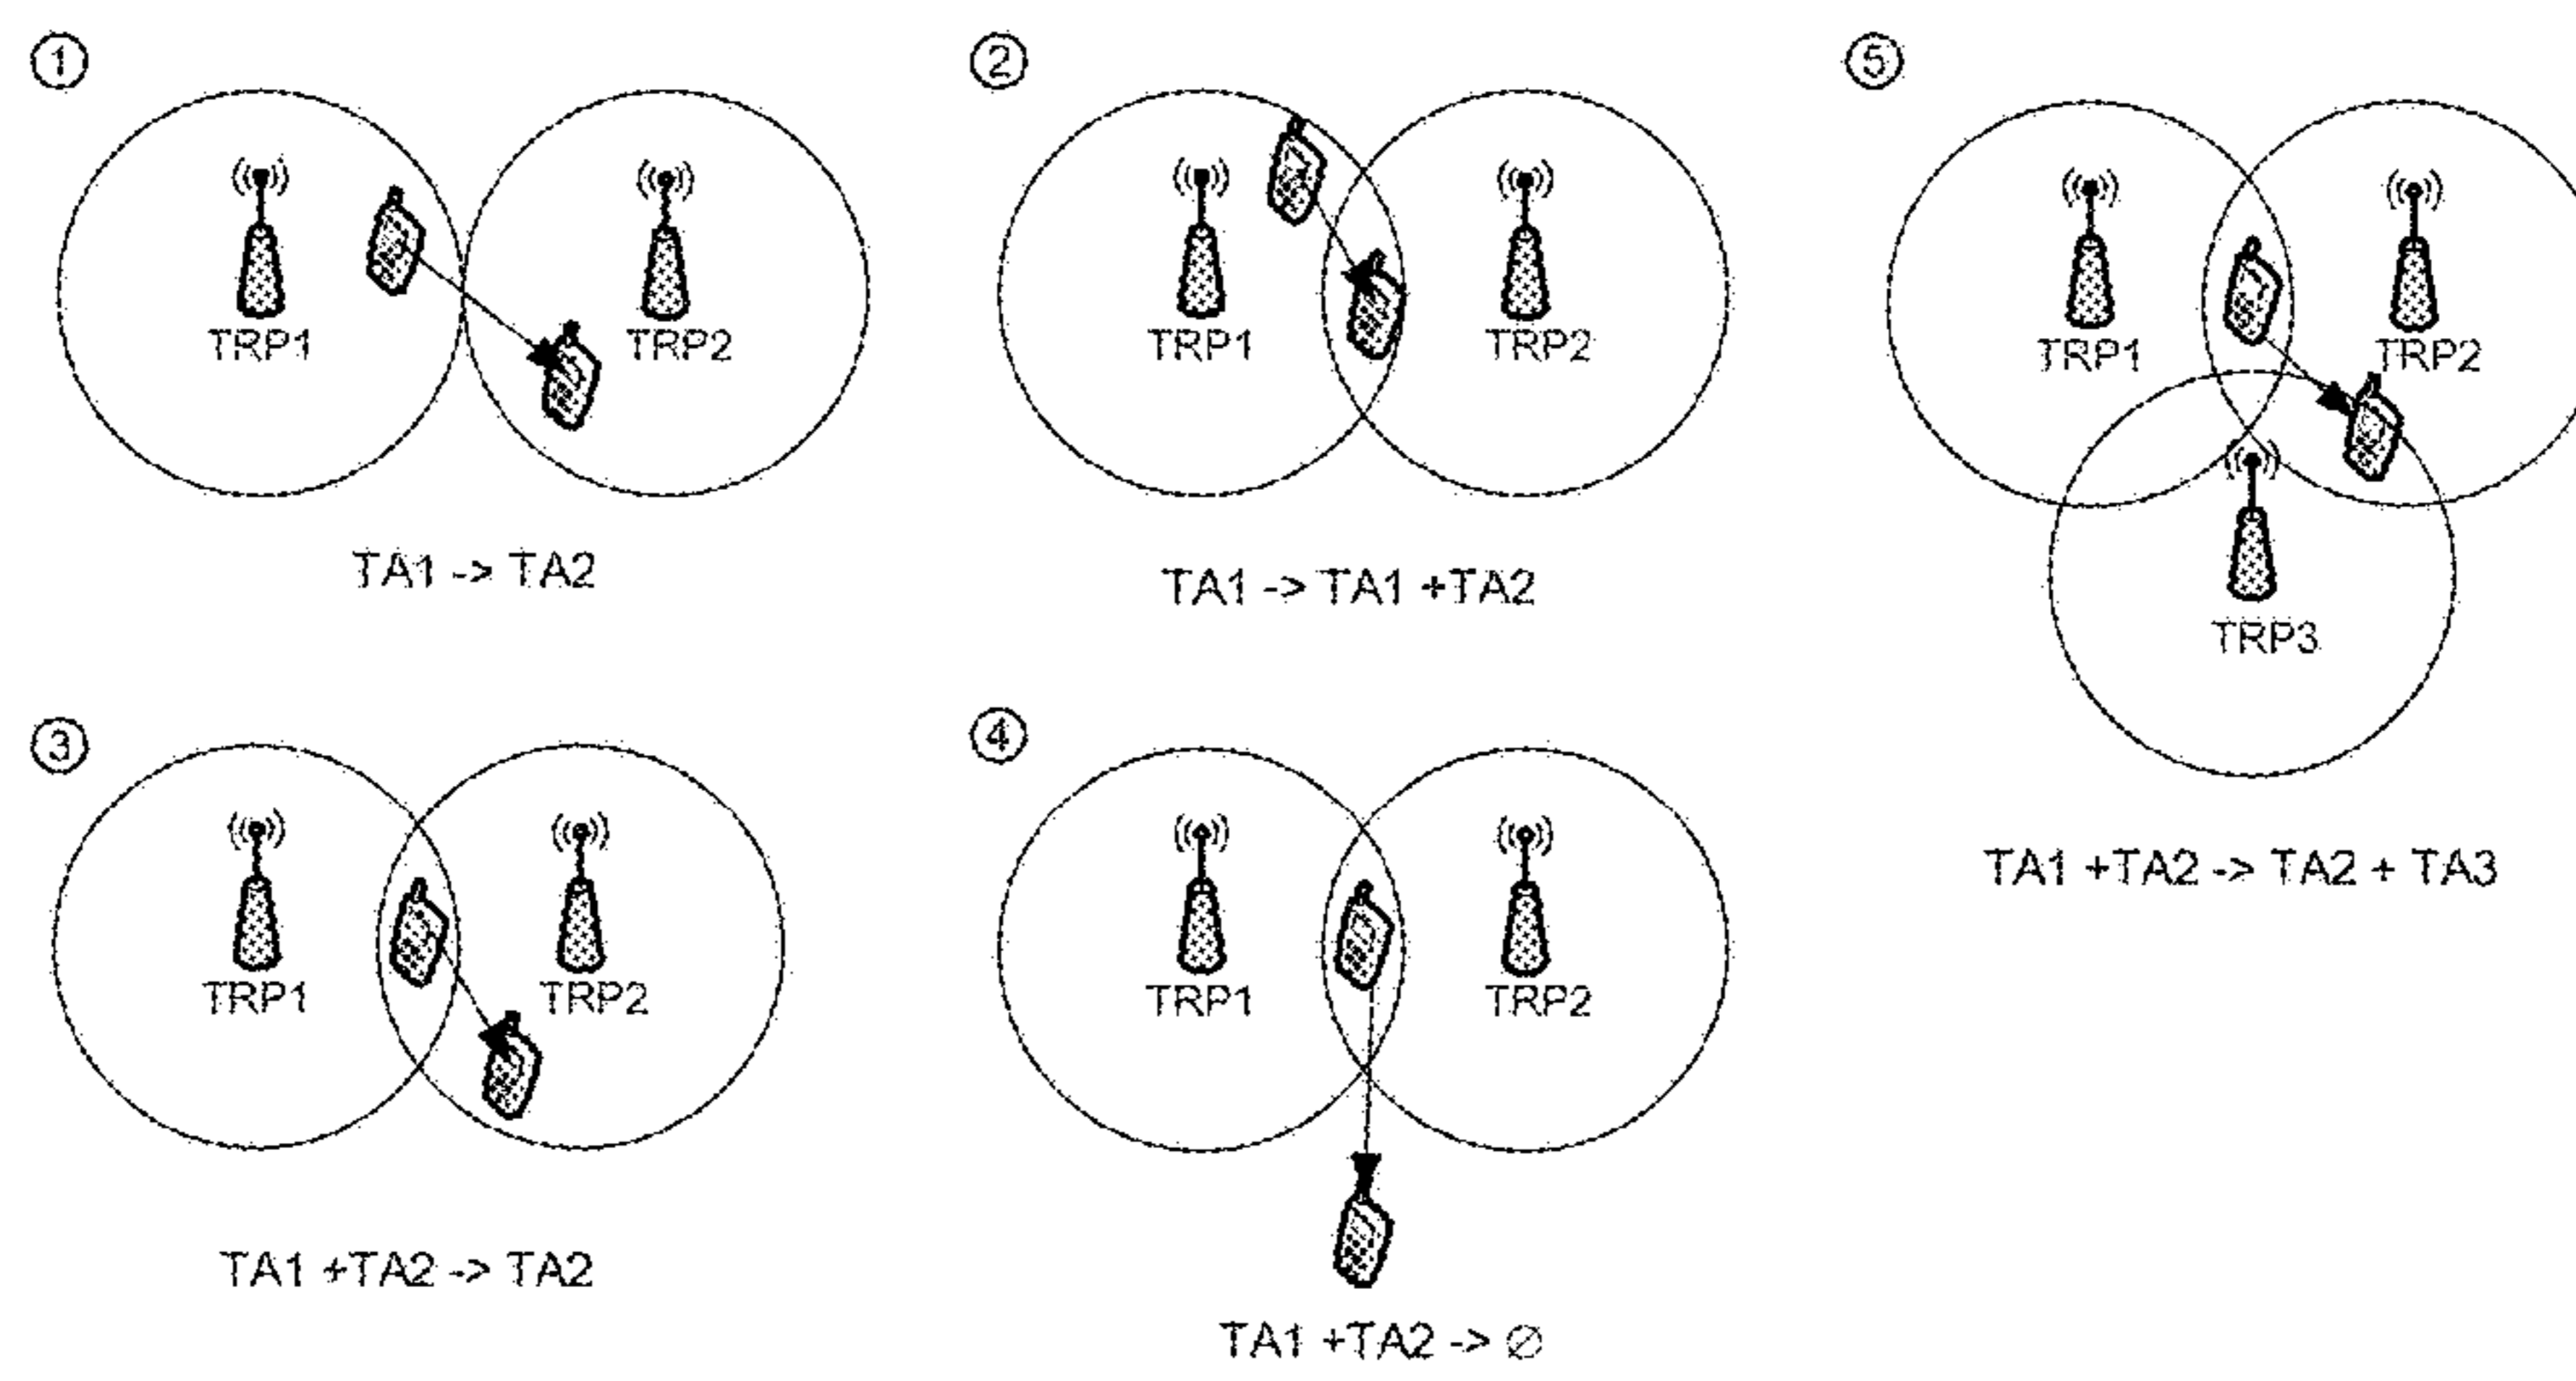 ①
TRP1 TRP2
TA1 -> TA2
②
TRP1 TRP2
TA1 -> TA1 +TA2
⑤
TRP1 TRP2
TRP3
TA1 +TA2 -> TA2 + TA3
③
TRP1 TRP2
TA1 +TA2 -> TA2
④
TRP1 TRP2
TA1 +TA2 -> ∅